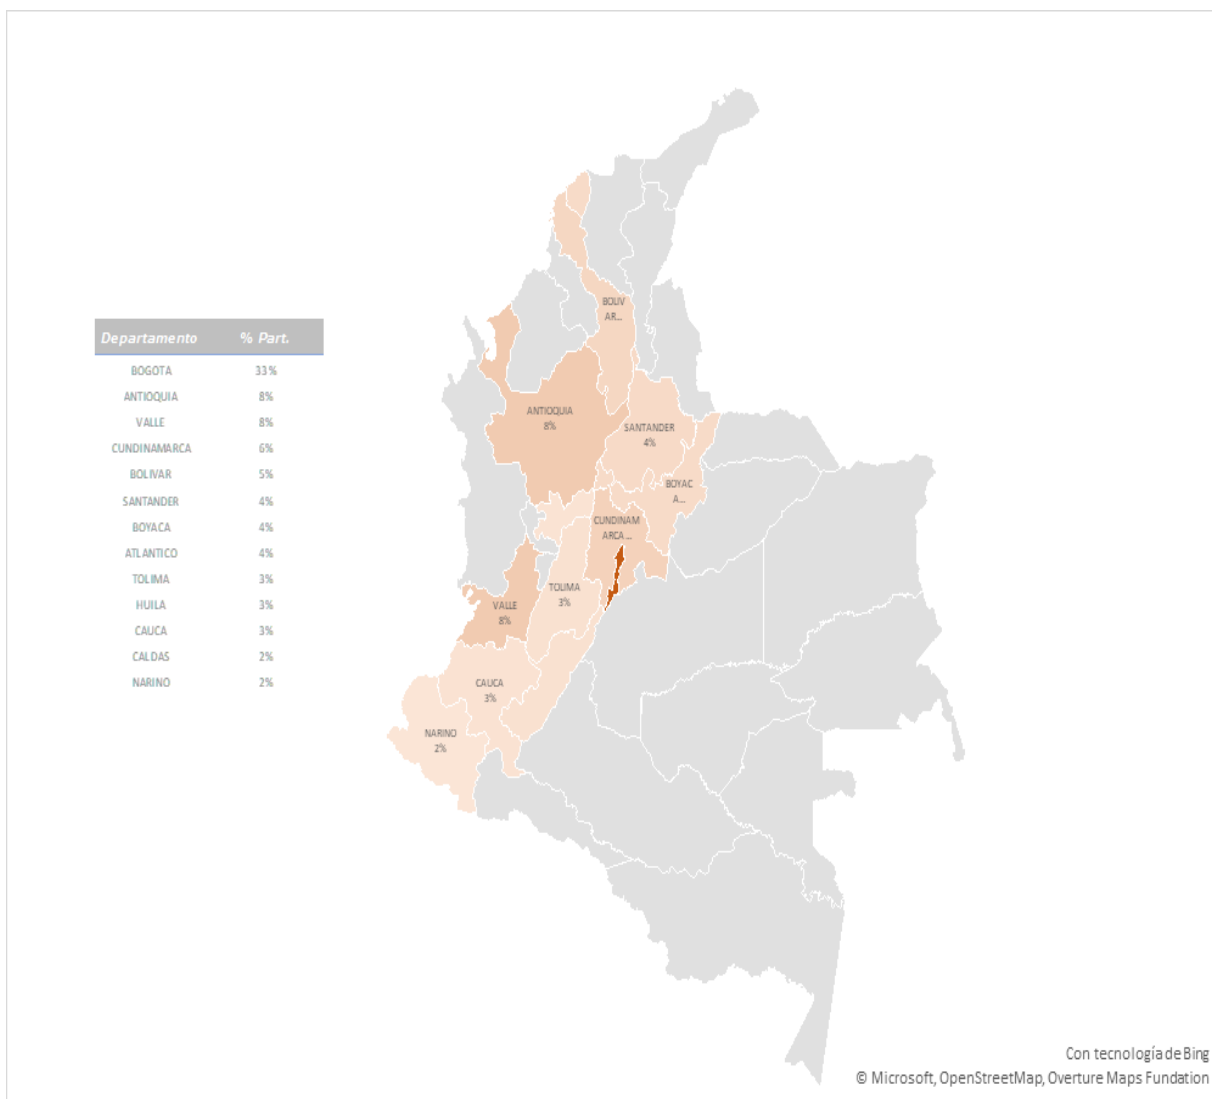 Departamento % Part.
BOGOTA 33%
ANTIOQUIA 8%
VALLE 8%
CUNDINAMARCA 6%
BOLIVAR 5%
SANTANDER 4%
BOYACA 4%
ATLANTICO 4%
TOLIMA 3%
HUILA 3%
CAUCA 3%
CALDAS 2%
NARINO 2%
BOLIV
AR...
ANTIOQUIA
8%
SANTANDER
4%
BOYAC
A...
CUNDINAM
ARCA...
TOLIMA
3%
VALLE
8%
CAUCA
3%
NARINO
2%
Con tecnología de Bing
© Microsoft, OpenStreetMap, Overture Maps Fundation